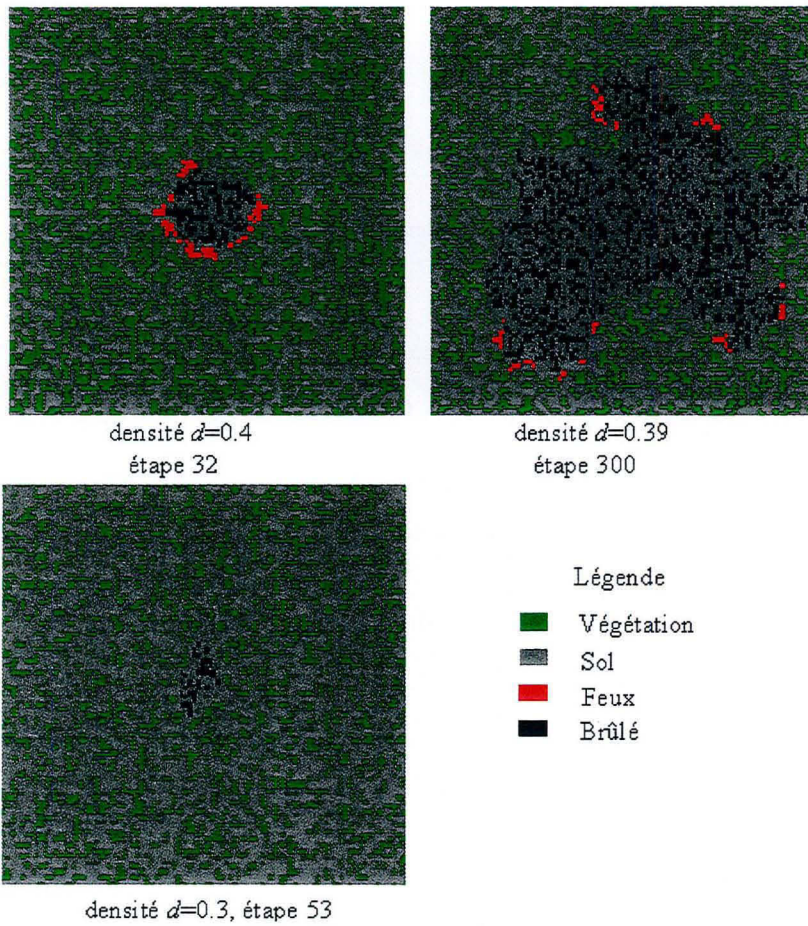 densité d=0.4
étape 32
densité d=0.39
étape 300
densité d=0.3, étape 53
Légende
Végétation
Sol
Feux
Brûlé